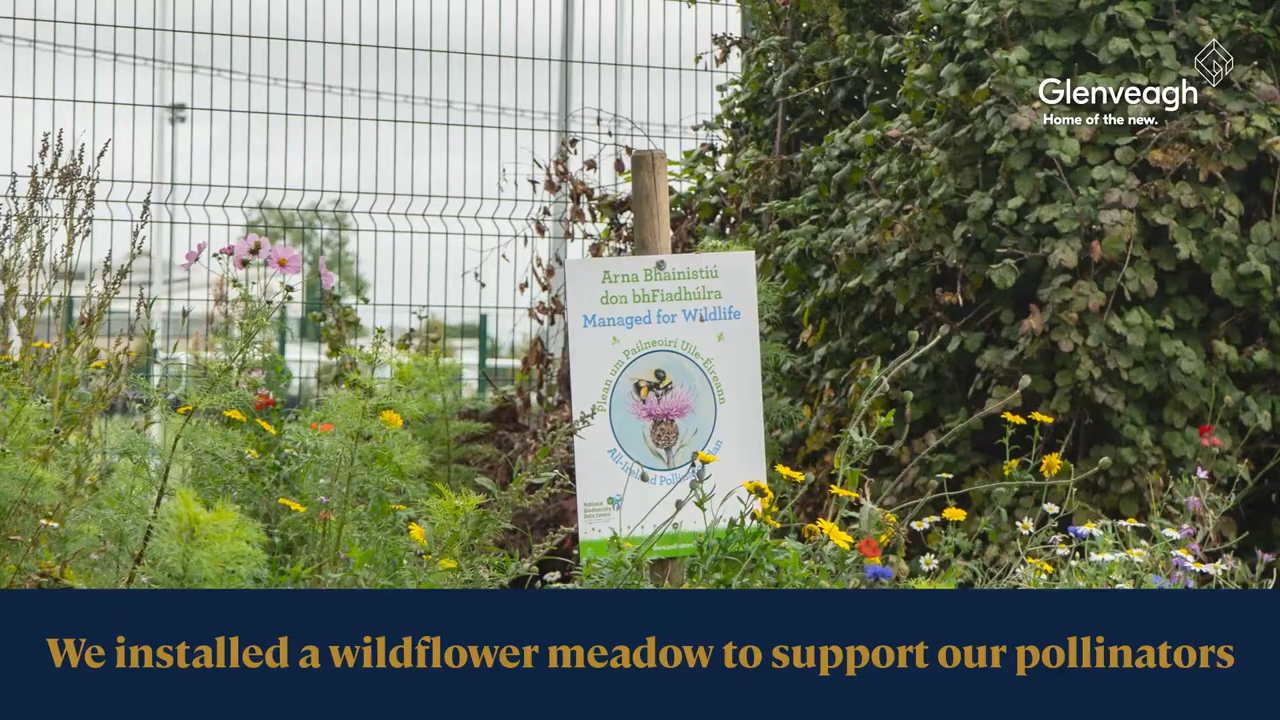 Glenveagh
Home of the new.
Arna Bhainistiú
don bhFiadhúlra
Managed for Wildlife
Plean um Pailneoirí Uile-Éireann
All-Ireland Pollinator Plan
National
Biodiversity
Data Centre
We installed a wildflower meadow to support our pollinators